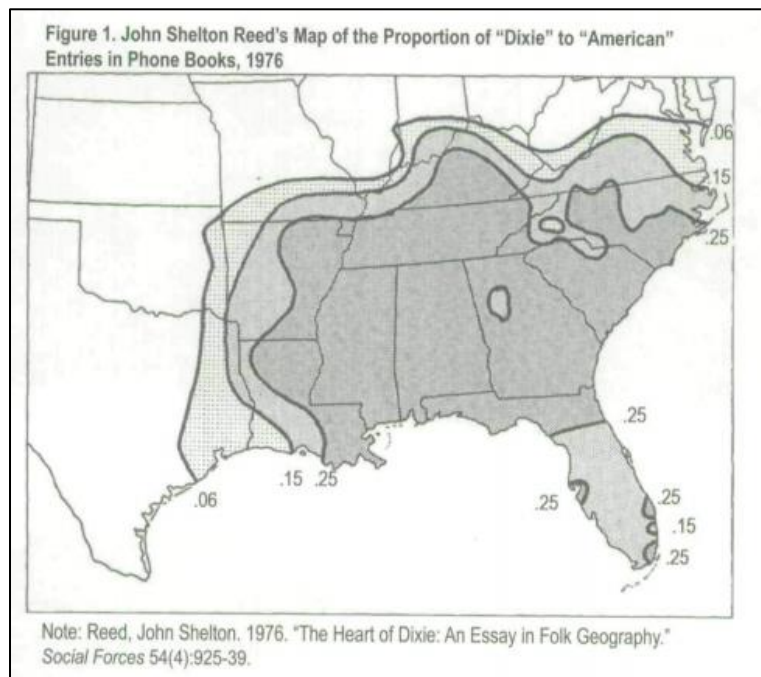 Figure 1. John Shelton Reed's Map of the Proportion of "Dixie" to "American"
Entries in Phone Books, 1976
.06
.15
.25
.25
.06
.15
.25
.25
.25
.15
.25
Note: Reed, John Shelton. 1976. "The Heart of Dixie: An Essay in Folk Geography."
Social Forces 54(4):925-39.